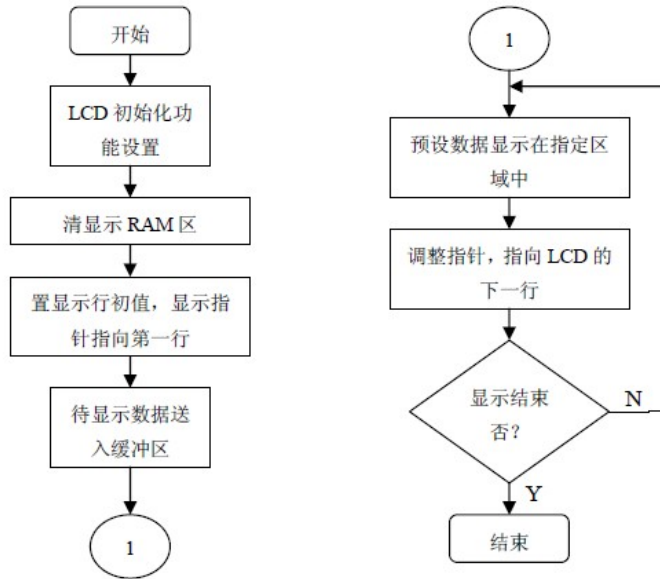 开始
LCD 初始化功
能设置
清显示 RAM 区
置显示行初值，显示指
针指向第一行
待显示数据送
入缓冲区
1
1
预设数据显示在指定区
域中
调整指针，指向 LCD 的
下一行
显示结束
否？
N
Y
结束